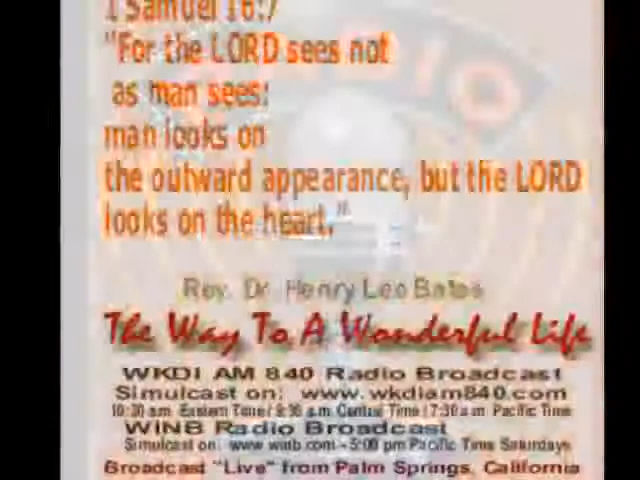 1 Samuel 16:7
"For the LORD sees not
as man sees:
man looks on
the outward appearance, but the LORD
looks on the heart."
Rev. Dr. Henry Leo Bates
The Way To A Wonderful Life
WKDI AM 840 Radio Broadcast
Simulcast on: www.wkdiam840.com
10:30 a.m. Eastern Time / 9:30 a.m. Central Time / 7:30 a.m. Pacific Time
WINB Radio Broadcast
Simulcast on: www.winb.com - 5:00 pm Pacific Time Saturdays
Broadcast "Live" from Palm Springs, California